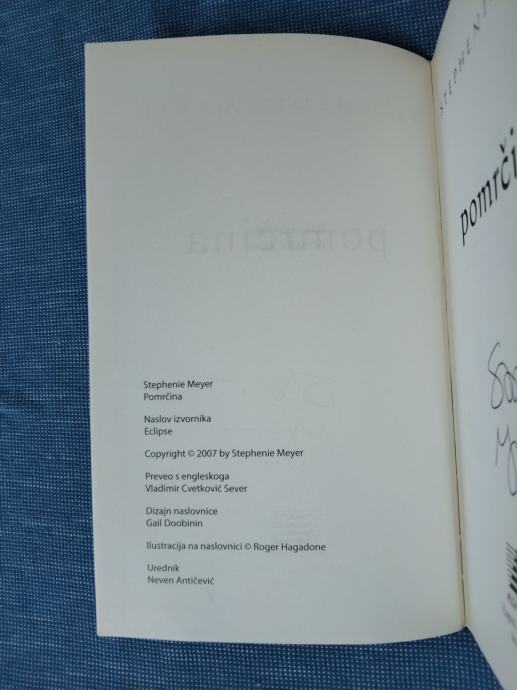 Stephenie Meyer
Pomrčina
Naslov izvornika
Eclipse
Copyright © 2007 by Stephenie Meyer
Preveo s engleskoga
Vladimir Cvetković Sever
Dizajn naslovnice
Gail Doobinin
Ilustracija na naslovnici © Roger Hagadone
Urednik
Neven Antičević
STEPHENI
pomrči